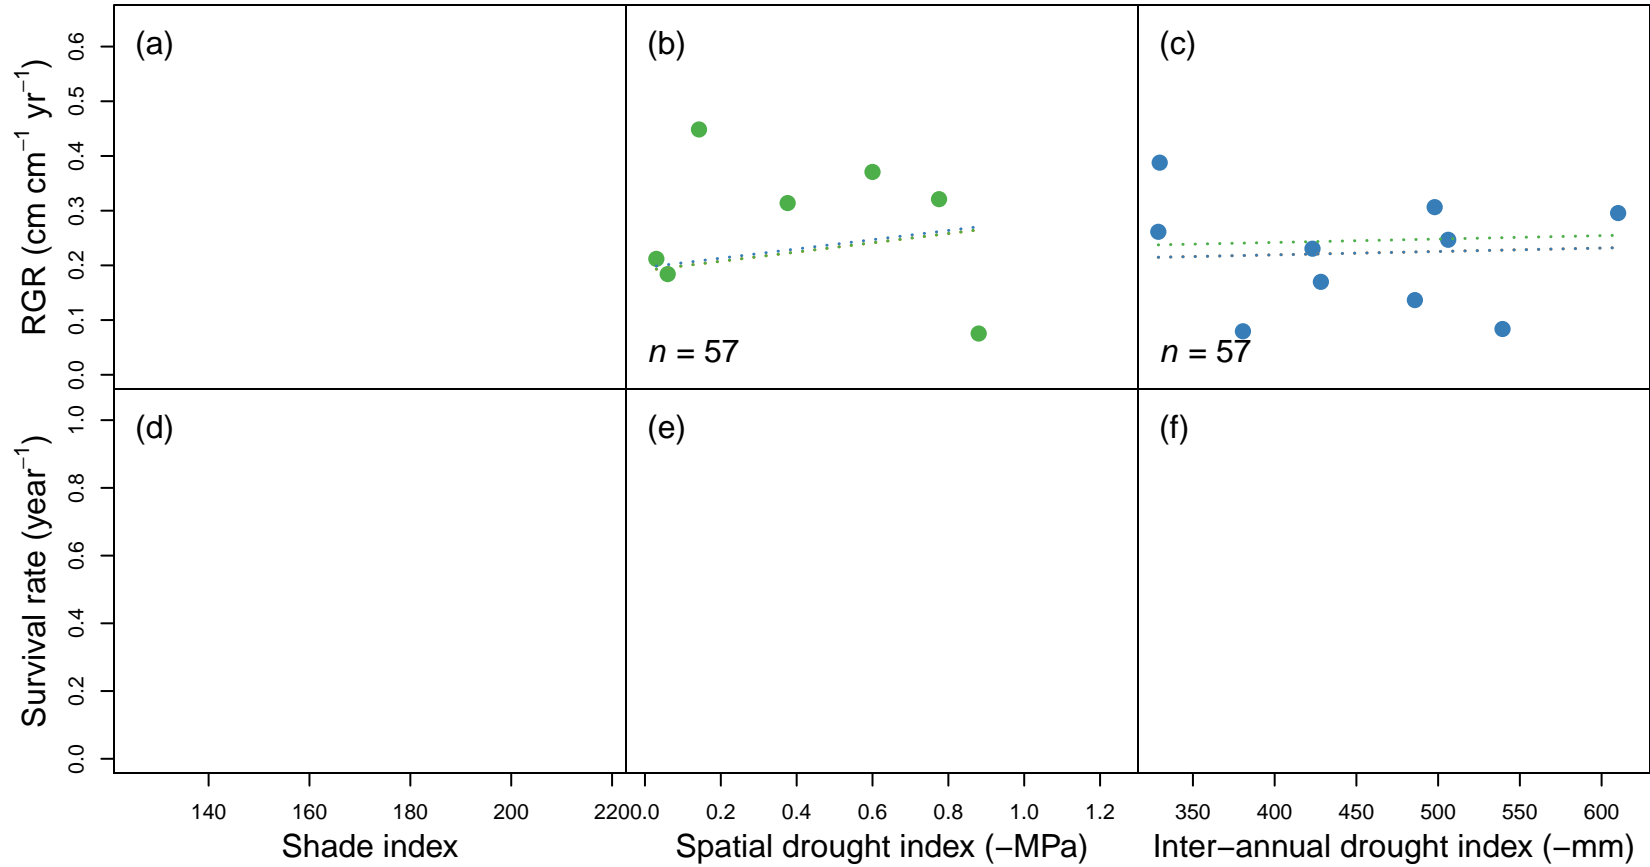 (a) (b) (c)
RGR (cm cm⁻¹ yr⁻¹)
0.6
0.5
0.4
0.3
0.2
0.1
0.0
n = 57 n = 57
(d) (e) (f)
Survival rate (year⁻¹)
1.0
0.8
0.6
0.4
0.2
0.0
140 160 180 200 220 0.0 0.2 0.4 0.6 0.8 1.0 1.2 350 400 450 500 550 600
Shade index Spatial drought index (−MPa) Inter−annual drought index (−mm)